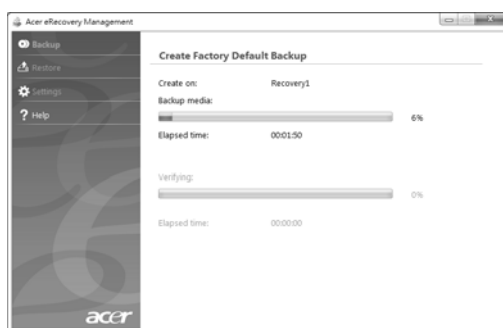 Acer eRecovery Management
Backup
Restore
Settings
? Help
Create Factory Default Backup
Create on: Recovery1
Backup media:
6%
Elapsed time: 00:01:50
Verifying:
0%
Elapsed time: 00:00:00
acer